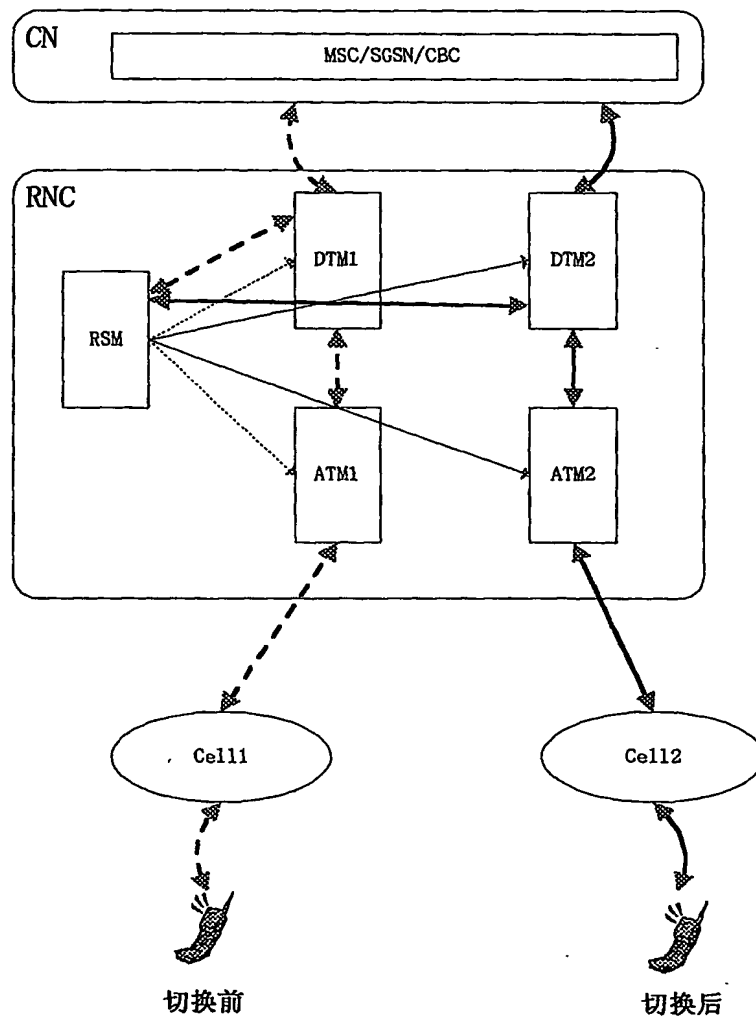 CN
MSC/SGSN/CBC
RNC
DTM1
DTM2
RSM
ATM1
ATM2
Cell1
Cell2
切换前
切换后